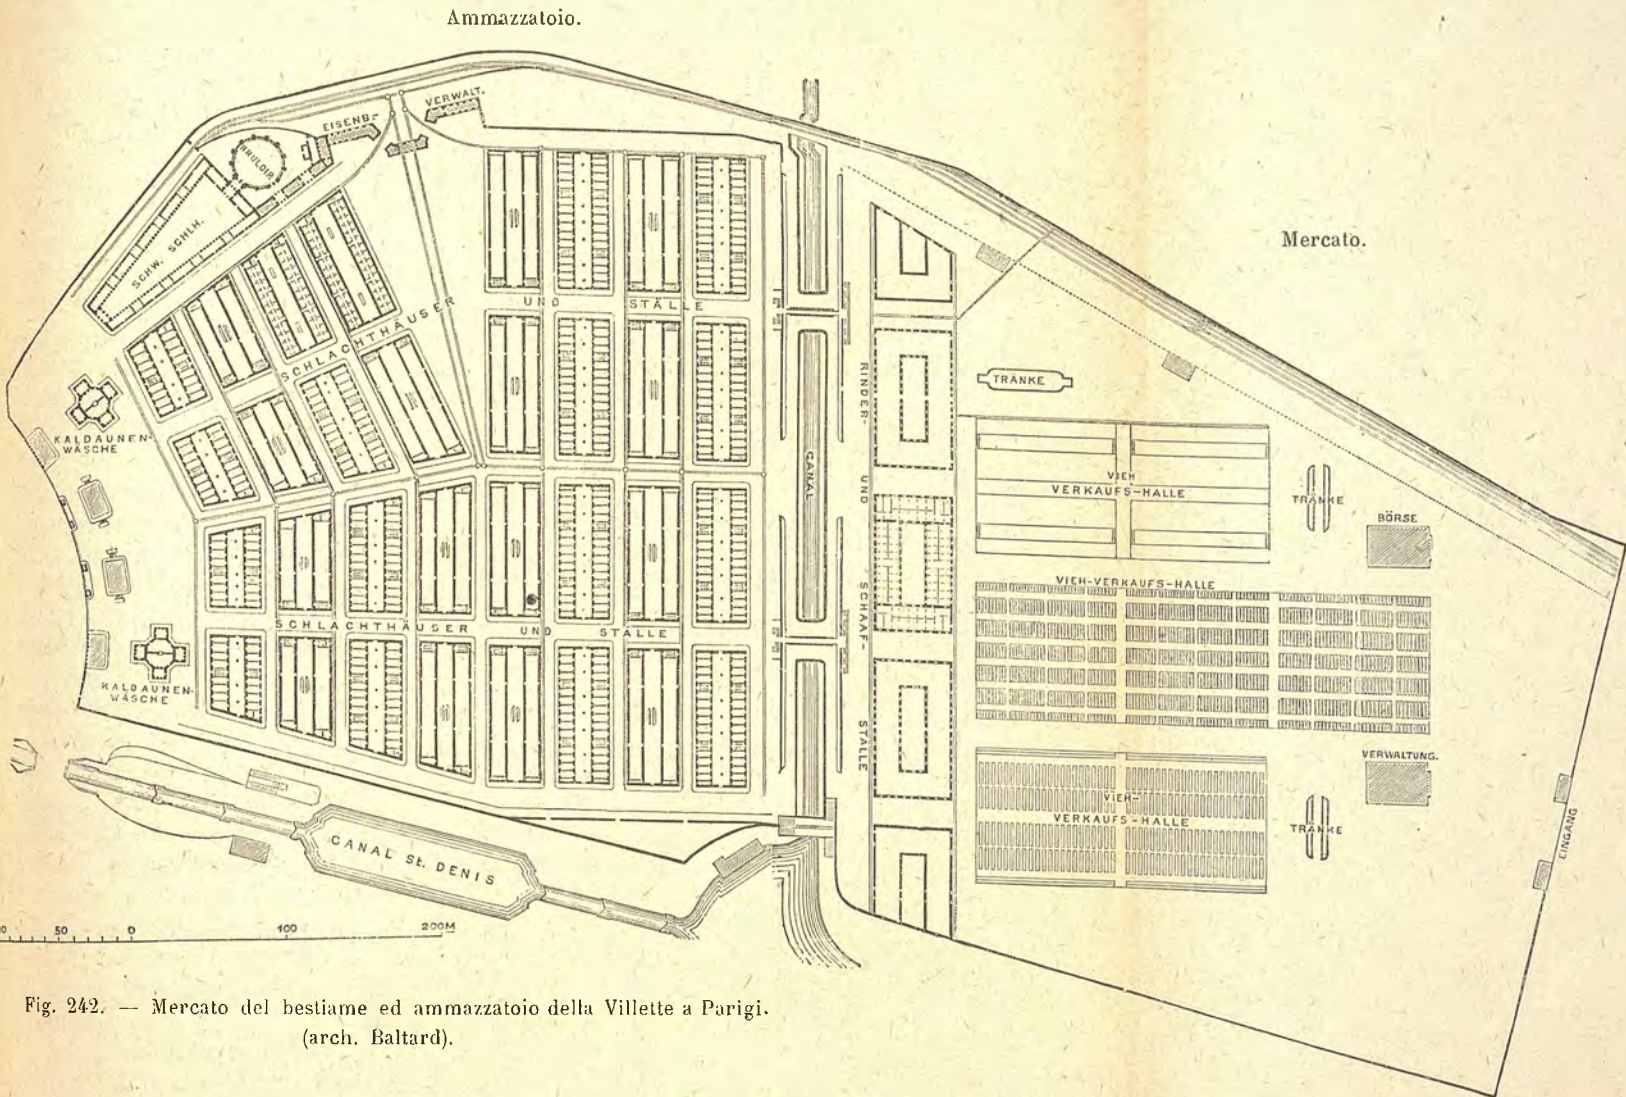 Ammazzatoio.
Mercato.
VERWALT.
EISENB.-
BRULOIR.
SCHW. SCHLH.
SCHLACHTHÄUSER
UND STÄLLE
KALDAUNEN-
WÄSCHE
CANAL
RINDER- UND SCHAAF- STÄLLE
TRÄNKE
VIEH
VERKAUFS-HALLE
TRÄNKE
BÖRSE
VIEH-VERKAUFS-HALLE
SCHLACHTHÄUSER UND STÄLLE
KALDAUNEN-
WÄSCHE
VERWALTUNG.
VIEH-
VERKAUFS-HALLE
TRÄNKE
EINGANG
CANAL St. DENIS
50 0 100 200M
Fig. 242. — Mercato del bestiame ed ammazzatoio della Villette a Parigi.
(arch. Baltard).